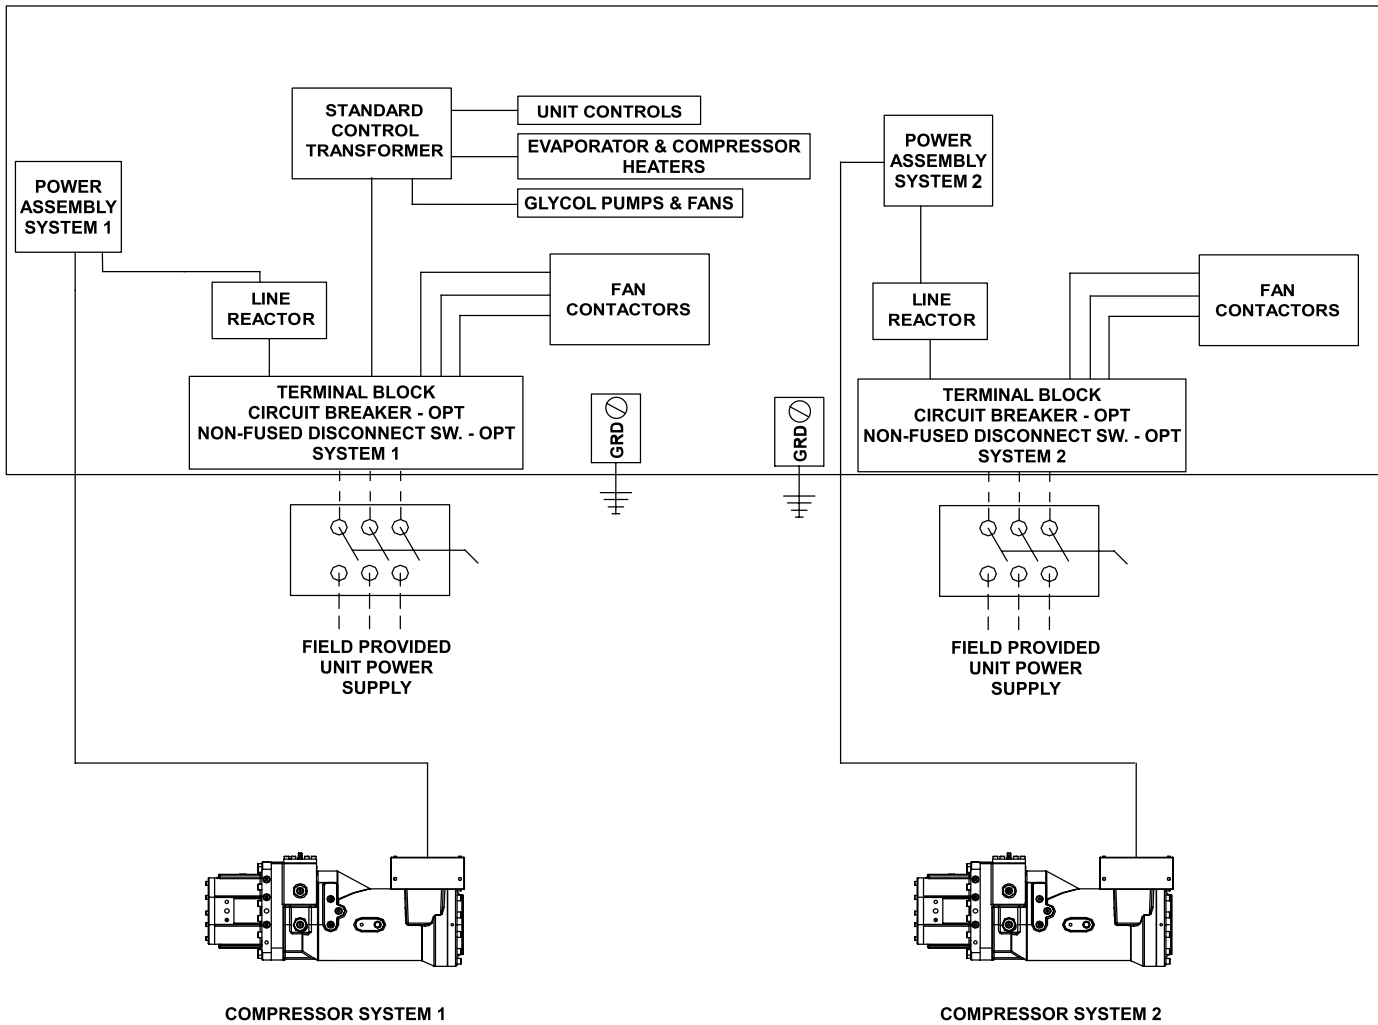 STANDARD
CONTROL
TRANSFORMER
UNIT CONTROLS
EVAPORATOR & COMPRESSOR
HEATERS
GLYCOL PUMPS & FANS
POWER
ASSEMBLY
SYSTEM 1
LINE
REACTOR
FAN
CONTACTORS
TERMINAL BLOCK
CIRCUIT BREAKER - OPT
NON-FUSED DISCONNECT SW. - OPT
SYSTEM 1
GRD
FIELD PROVIDED
UNIT POWER
SUPPLY
COMPRESSOR SYSTEM 1
POWER
ASSEMBLY
SYSTEM 2
LINE
REACTOR
FAN
CONTACTORS
GRD
TERMINAL BLOCK
CIRCUIT BREAKER - OPT
NON-FUSED DISCONNECT SW. - OPT
SYSTEM 2
FIELD PROVIDED
UNIT POWER
SUPPLY
COMPRESSOR SYSTEM 2